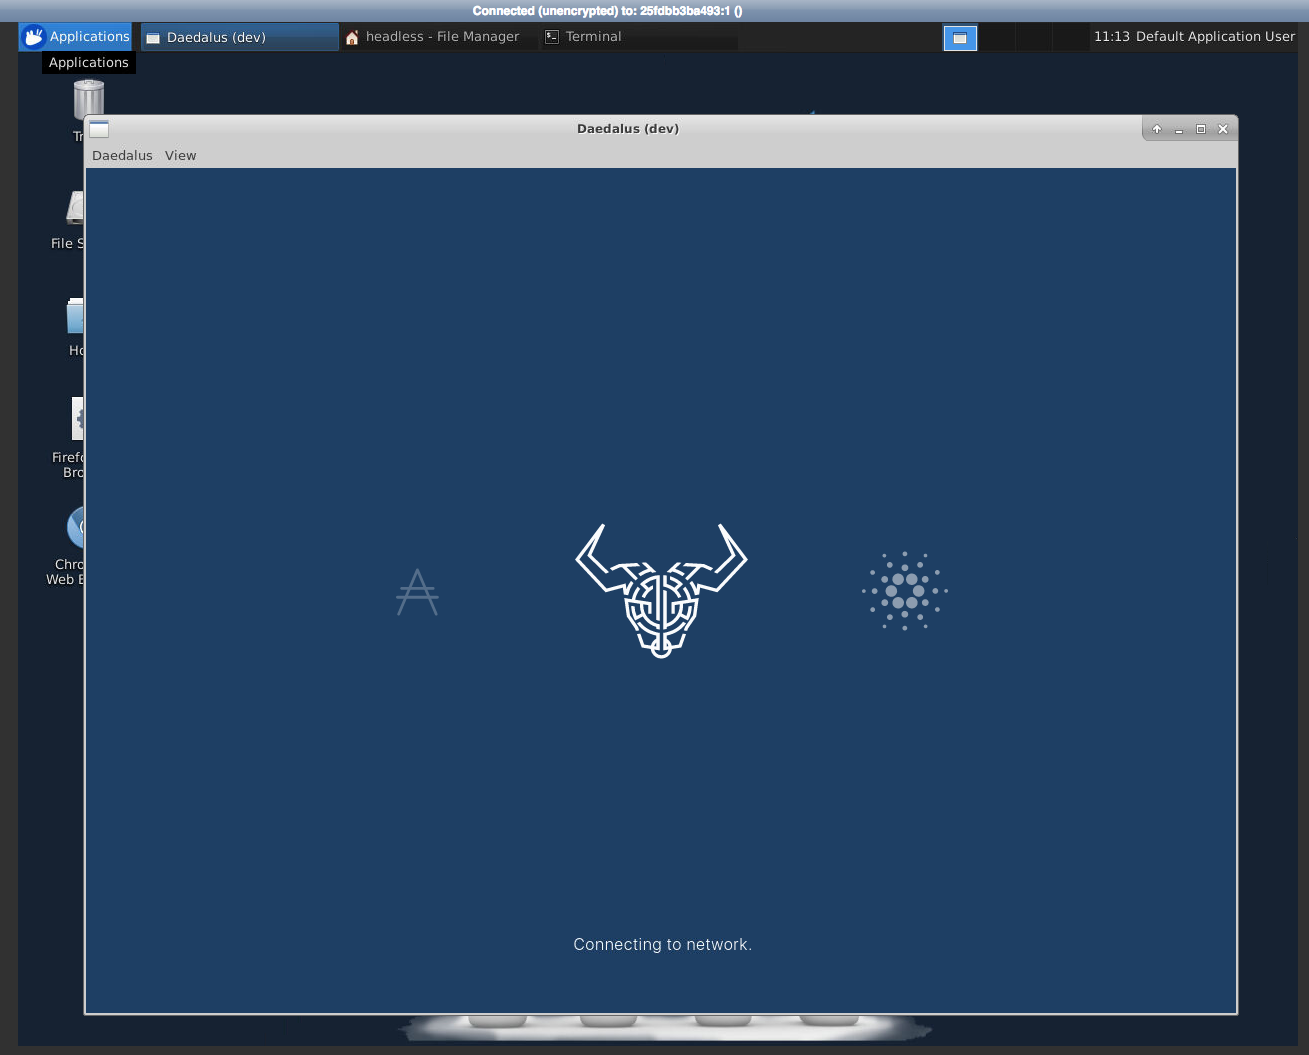 Connected (unencrypted) to: 25fdbb3ba493:1 ()
Applications
Daedalus (dev)
headless - File Manager
Terminal
11:13
Default Application User
Applications
Tr
Daedalus (dev)
Daedalus
View
File S
Ho
Firefo
Bro
Chro
Web B
Connecting to network.